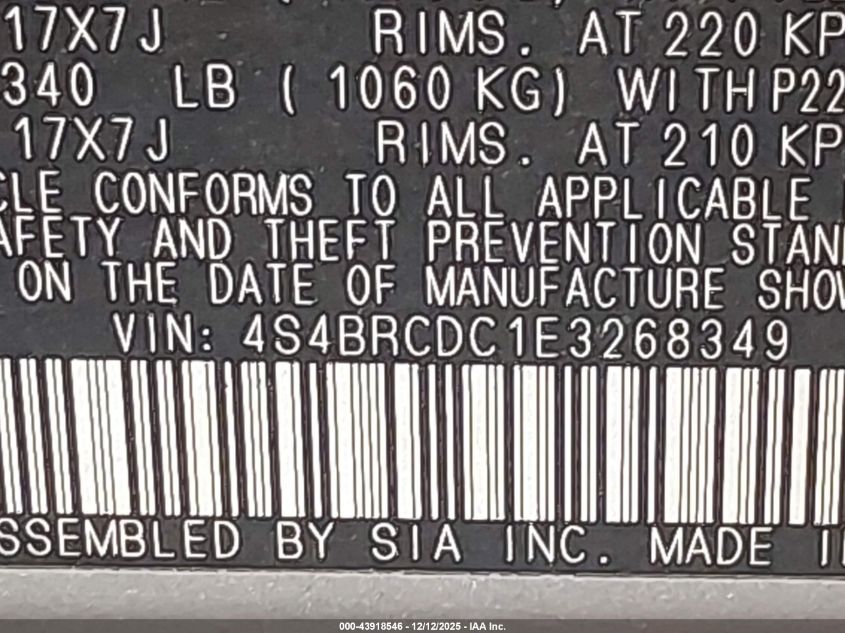 17X7J RIMS. AT 220 KP
340 LB ( 1060 KG) WITH P22
17X7J RIMS. AT 210 KP
CLE CONFORMS TO ALL APPLICABLE
AFETY AND THEFT PREVENTION STAN
ON THE DATE OF MANUFACTURE SHOW
VIN: 4S4BRCDC1E3268349
SSEMBLED BY SIA INC. MADE I
000-43918546 - 12/12/2025 - IAA Inc.